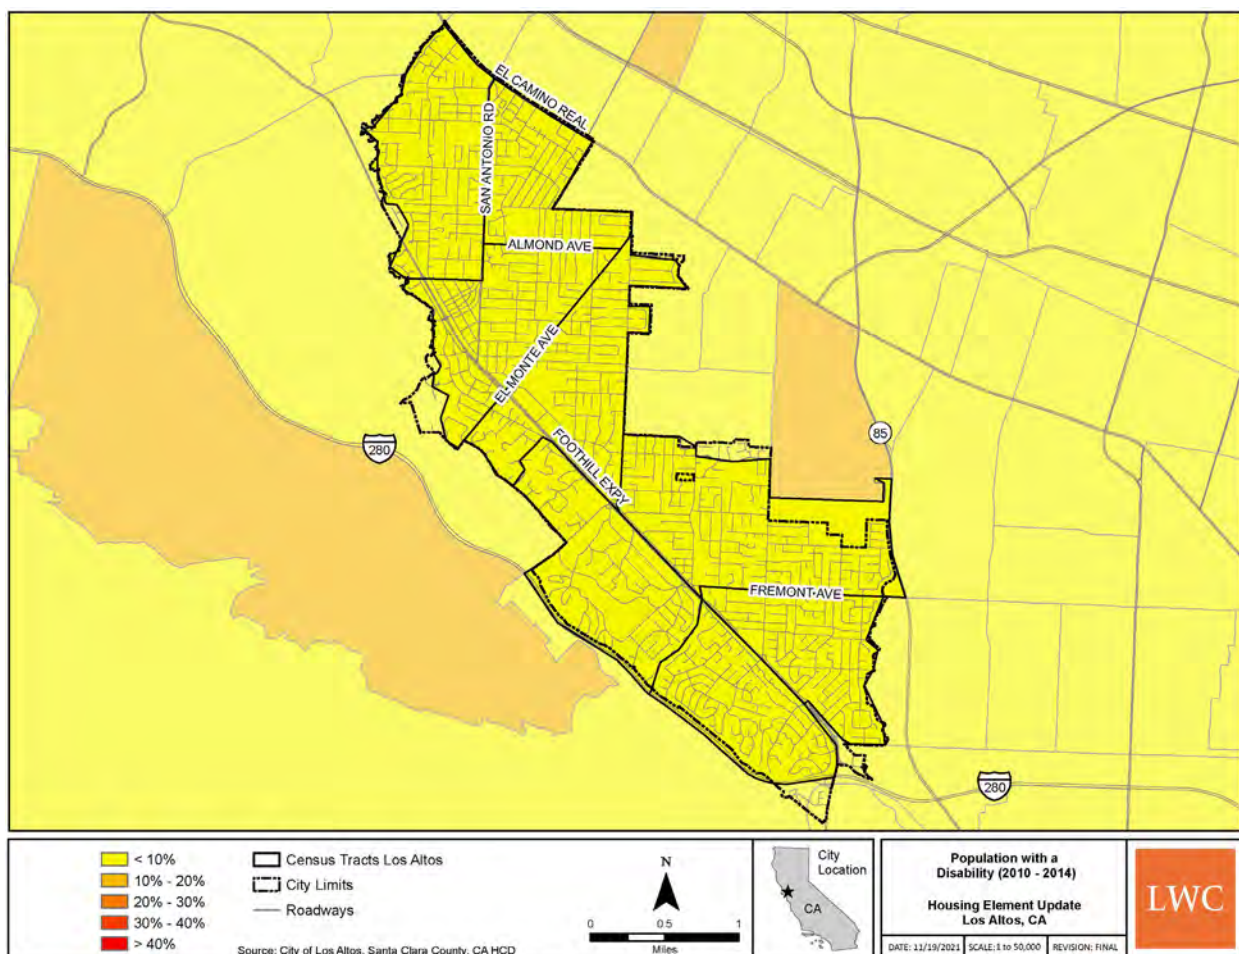 EL CAMINO REAL
SAN ANTONIO RD
ALMOND AVE
EL MONTE AVE
FOOTHILL EXPY
280
85
FREMONT AVE
280
< 10%
10% - 20%
20% - 30%
30% - 40%
> 40%
Census Tracts Los Altos
City Limits
Roadways
Source: City of Los Altos, Santa Clara County, CA HCD
N
0 0.5 1
Miles
City
Location
CA
Population with a
Disability (2010 - 2014)
Housing Element Update
Los Altos, CA
DATE: 11/19/2021 SCALE: 1 to 50,000 REVISION: FINAL
LWC